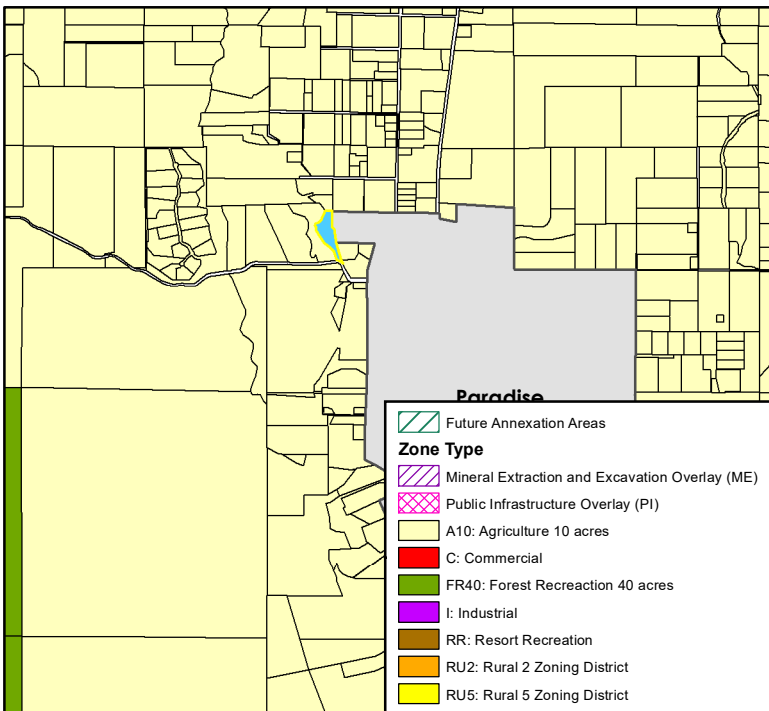 Paradise
Future Annexation Areas
Zone Type
Mineral Extraction and Excavation Overlay (ME)
Public Infrastructure Overlay (PI)
A10: Agriculture 10 acres
C: Commercial
FR40: Forest Recreaction 40 acres
I: Industrial
RR: Resort Recreation
RU2: Rural 2 Zoning District
RU5: Rural 5 Zoning District